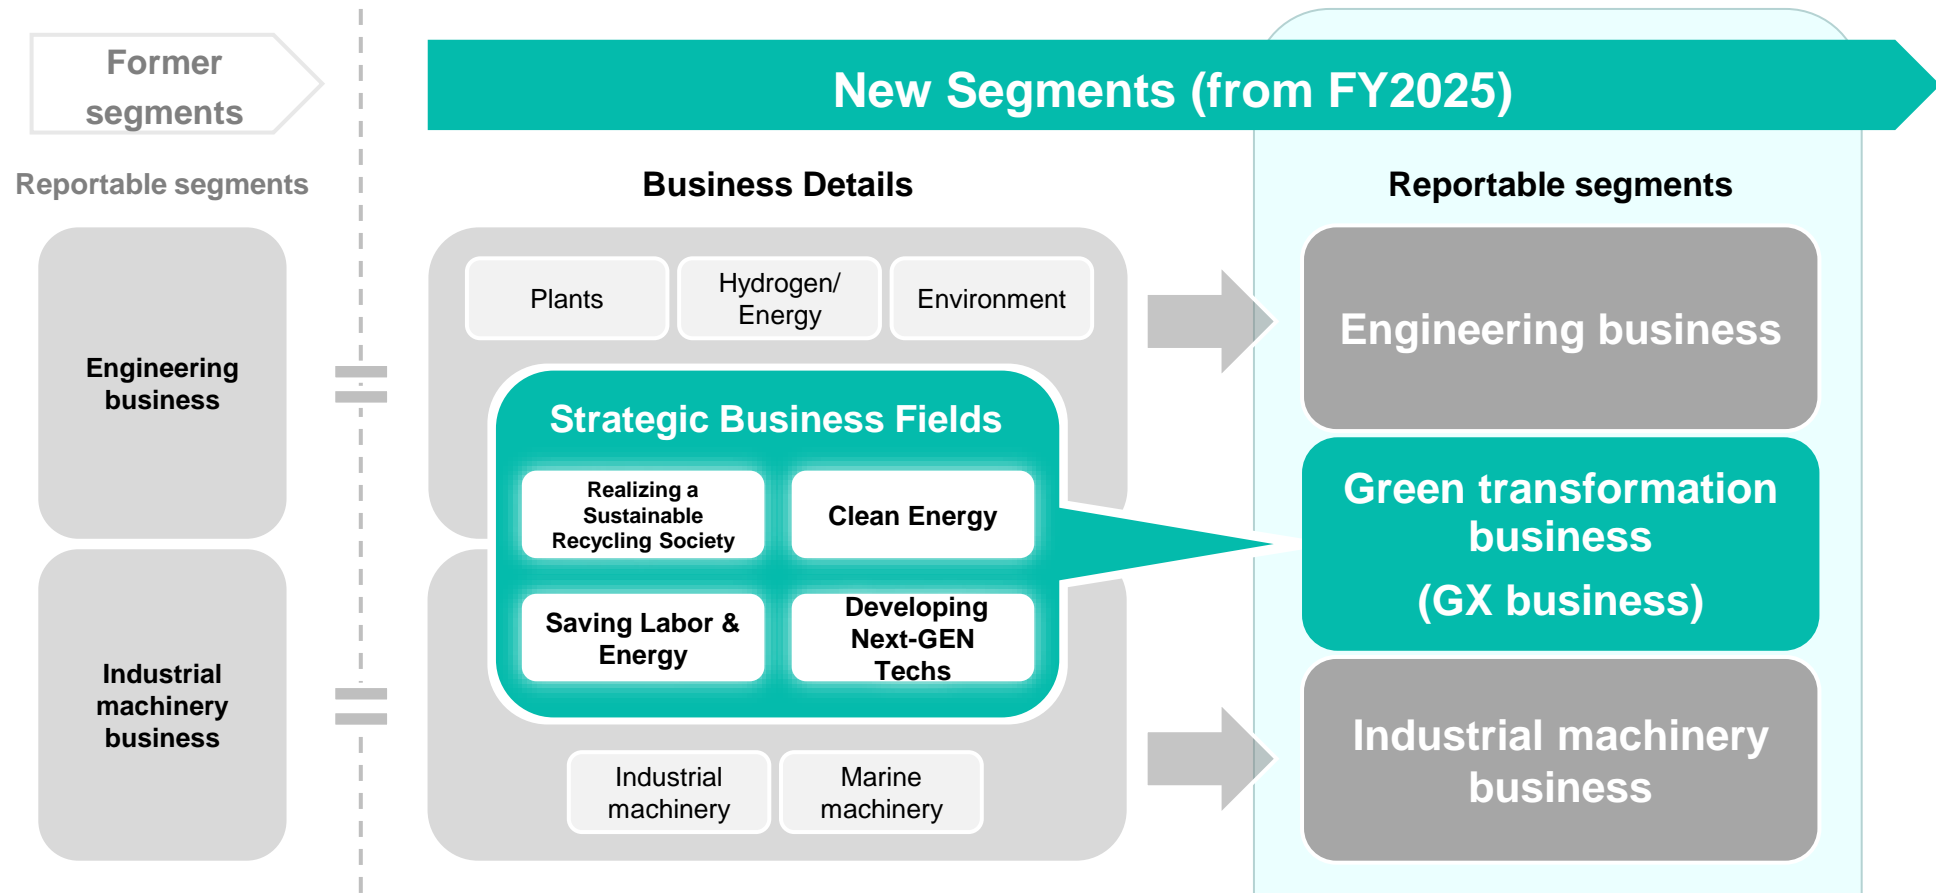 Former
segments
New Segments (from FY2025)
Reportable segments
Business Details
Reportable segments
Engineering
business
Industrial
machinery
business
Plants
Hydrogen/
Energy
Environment
Strategic Business Fields
Realizing a
Sustainable
Recycling Society
Clean Energy
Saving Labor &
Energy
Developing
Next-GEN
Techs
Industrial
machinery
Marine
machinery
Engineering business
Green transformation
business
(GX business)
Industrial machinery
business